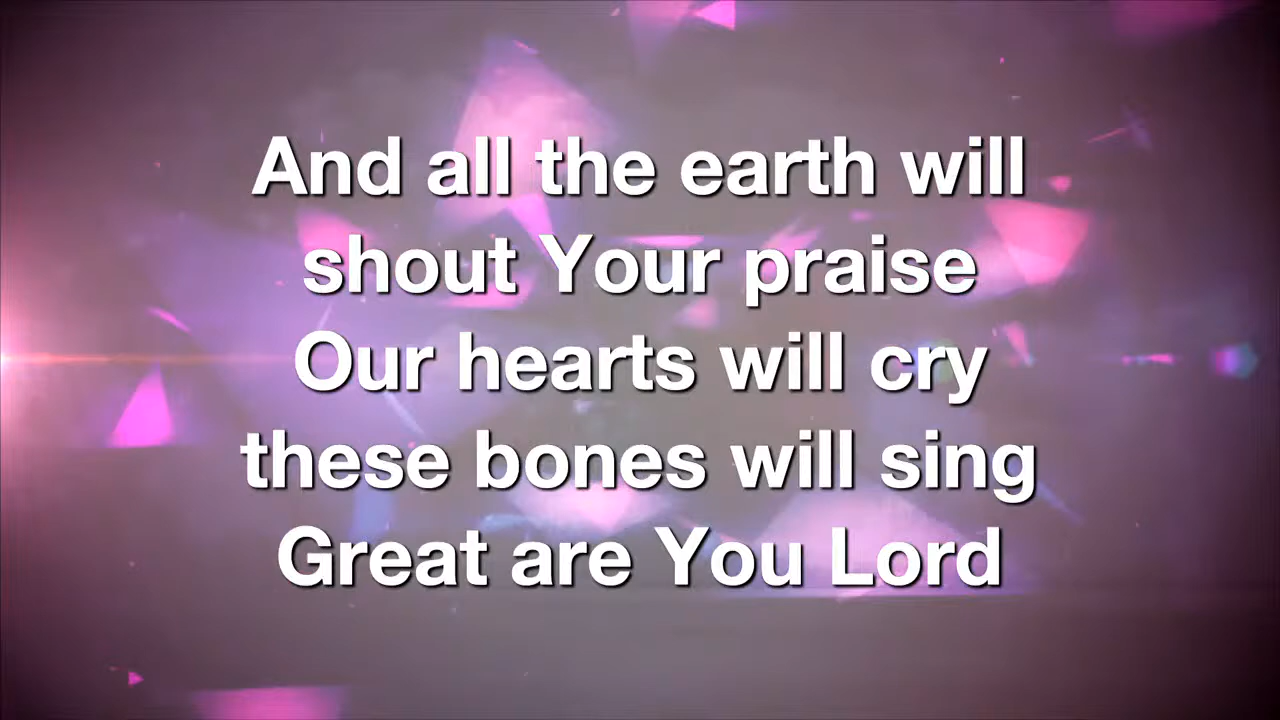 And all the earth will
shout Your praise
Our hearts will cry
these bones will sing
Great are You Lord